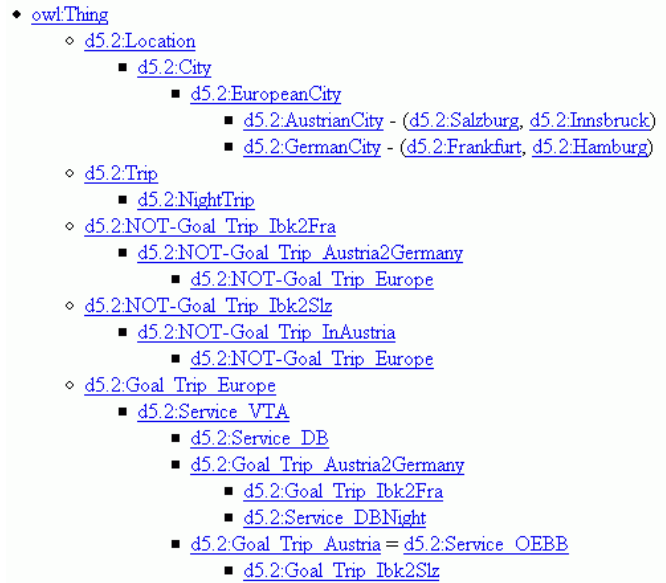 owl:Thing
d5.2:Location
d5.2:City
d5.2:EuropeanCity
d5.2:AustrianCity - (d5.2:Salzburg, d5.2:Innsbruck)
d5.2:GermanCity - (d5.2:Frankfurt, d5.2:Hamburg)
d5.2:Trip
d5.2:NightTrip
d5.2:NOT-Goal_Trip_Ibk2Fra
d5.2:NOT-Goal_Trip_Austria2Germany
d5.2:NOT-Goal_Trip_Europe
d5.2:NOT-Goal_Trip_Ibk2Slz
d5.2:NOT-Goal_Trip_InAustria
d5.2:NOT-Goal_Trip_Europe
d5.2:Goal_Trip_Europe
d5.2:Service_VTA
d5.2:Service_DB
d5.2:Goal_Trip_Austria2Germany
d5.2:Goal_Trip_Ibk2Fra
d5.2:Service_DBNight
d5.2:Goal_Trip_Austria = d5.2:Service_OEBB
d5.2:Goal_Trip_Ibk2Slz